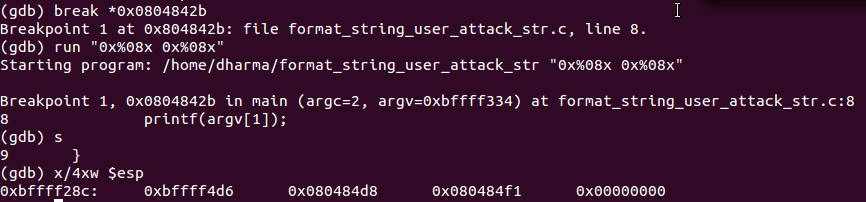 (gdb) break *0x0804842b
Breakpoint 1 at 0x804842b: file format_string_user_attack_str.c, line 8.
(gdb) run "0x%08x 0x%08x"
Starting program: /home/dharma/format_string_user_attack_str "0x%08x 0x%08x"

Breakpoint 1, 0x0804842b in main (argc=2, argv=0xbffff334) at format_string_user_attack_str.c:8
8           printf(argv[1]);
(gdb) s
9       }
(gdb) x/4xw $esp
0xbffff28c:     0xbffff4d6      0x080484d8      0x080484f1      0x00000000